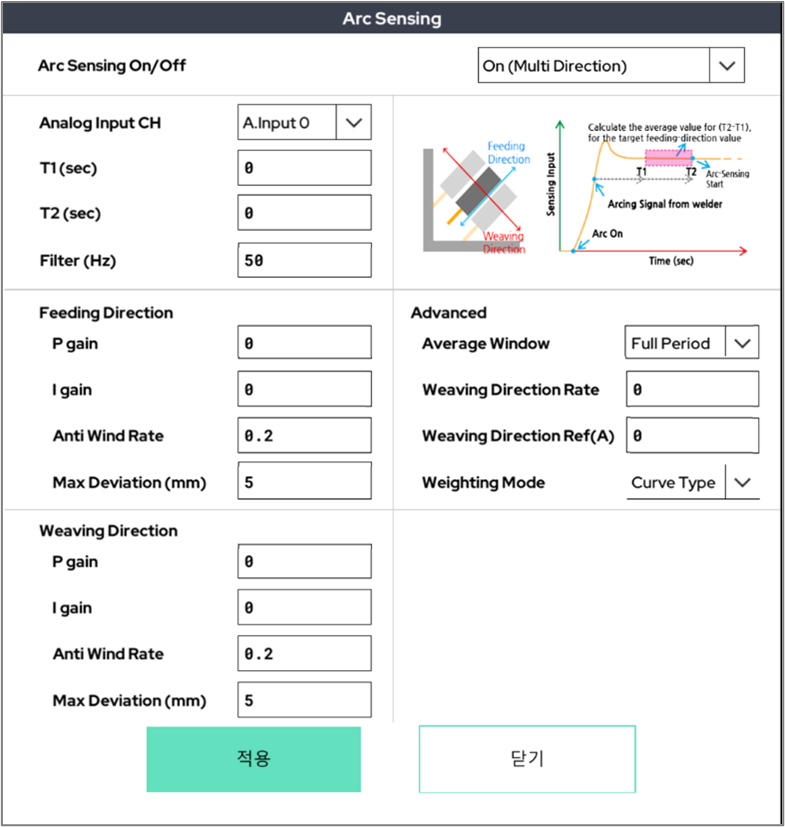 Arc Sensing
Arc Sensing On/Off
On (Multi Direction)
Analog Input CH
A.Input 0
T1 (sec)
0
T2 (sec)
0
Filter (Hz)
50
Feeding
Direction
Weaving
Direction
Calculate the average value for (T2-T1),
for the target feeding-direction value
Sensing Input
T1
T2
Arc-Sensing
Start
Arcing Signal from welder
Arc On
Time (sec)
Feeding Direction
P gain
0
I gain
0
Anti Wind Rate
0.2
Max Deviation (mm)
5
Advanced
Average Window
Full Period
Weaving Direction Rate
0
Weaving Direction Ref(A)
0
Weighting Mode
Curve Type
Weaving Direction
P gain
0
I gain
0
Anti Wind Rate
0.2
Max Deviation (mm)
5
적용
닫기